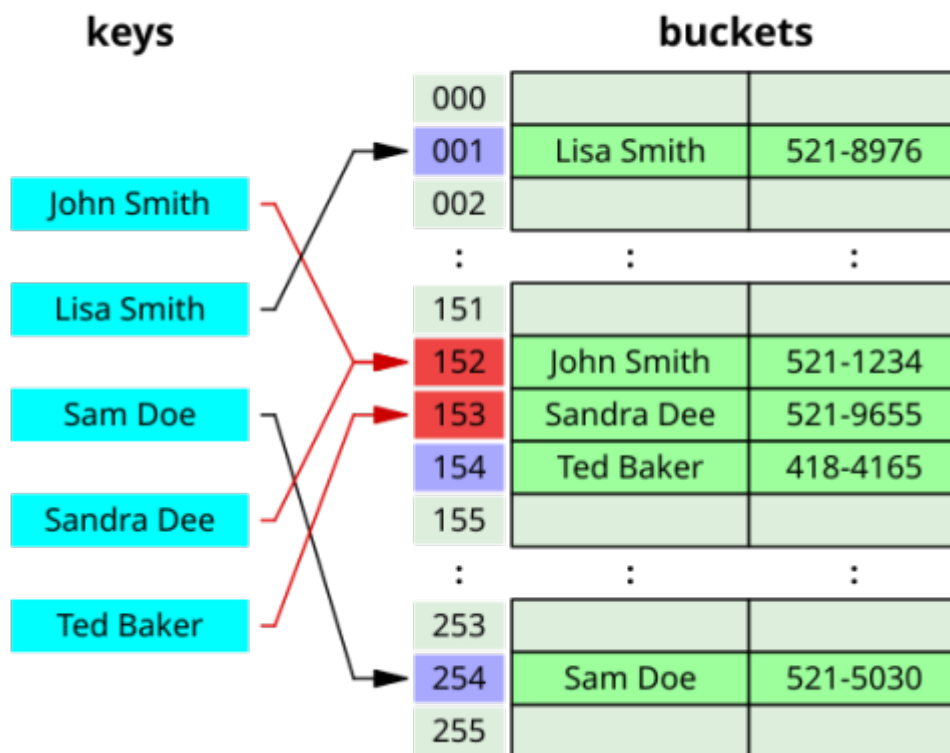 keys
buckets
000
001 Lisa Smith 521-8976
John Smith
002
:
:
:
Lisa Smith
151
152 John Smith 521-1234
Sam Doe
153 Sandra Dee 521-9655
154 Ted Baker 418-4165
Sandra Dee
155
:
:
:
Ted Baker
253
254 Sam Doe 521-5030
255